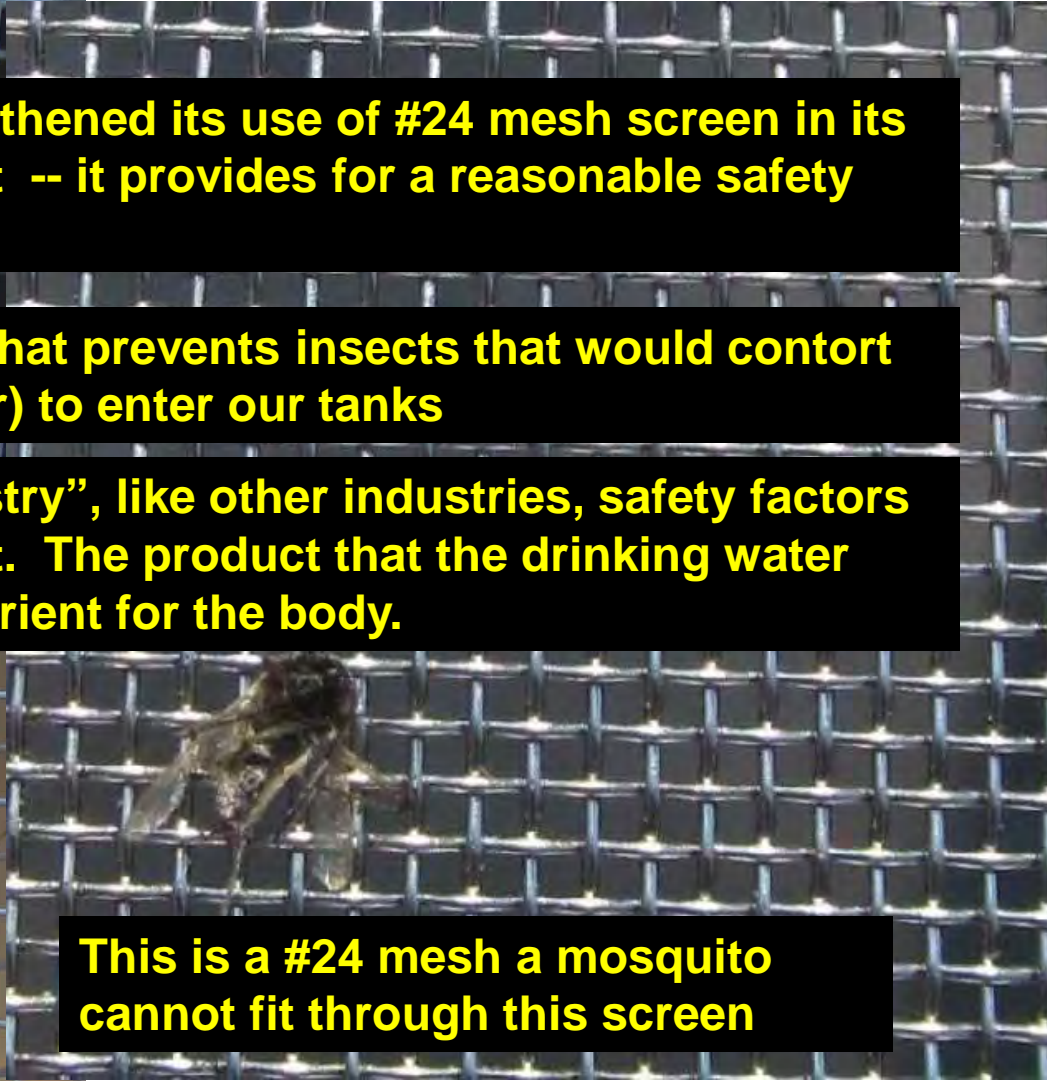 thened its use of #24 mesh screen in its
-- it provides for a reasonable safety
hat prevents insects that would contort
r) to enter our tanks
stry”, like other industries, safety factors
t. The product that the drinking water
rient for the body.
This is a #24 mesh a mosquito
cannot fit through this screen